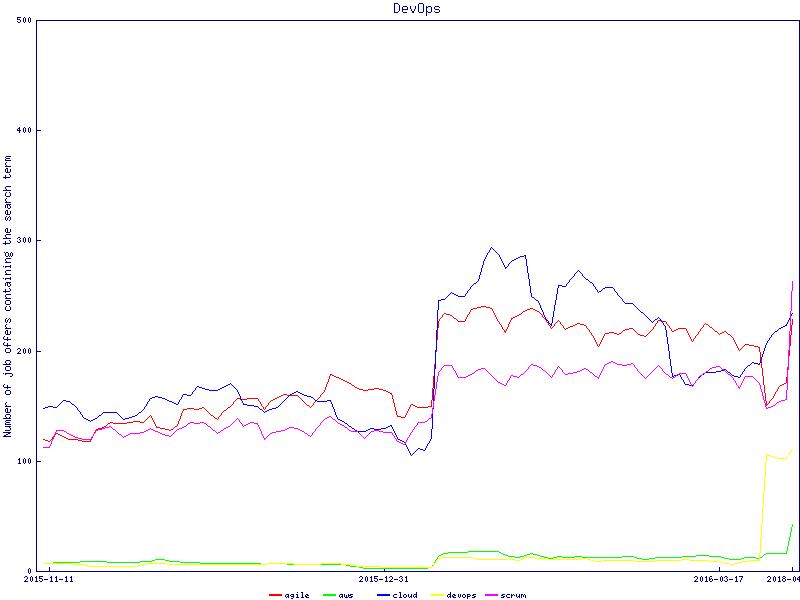 DevOps
Number of job offers containing the search term
500
400
300
200
100
0
2015-11-11 2015-12-31 2016-03-17 2018-04
agile aws cloud devops scrum